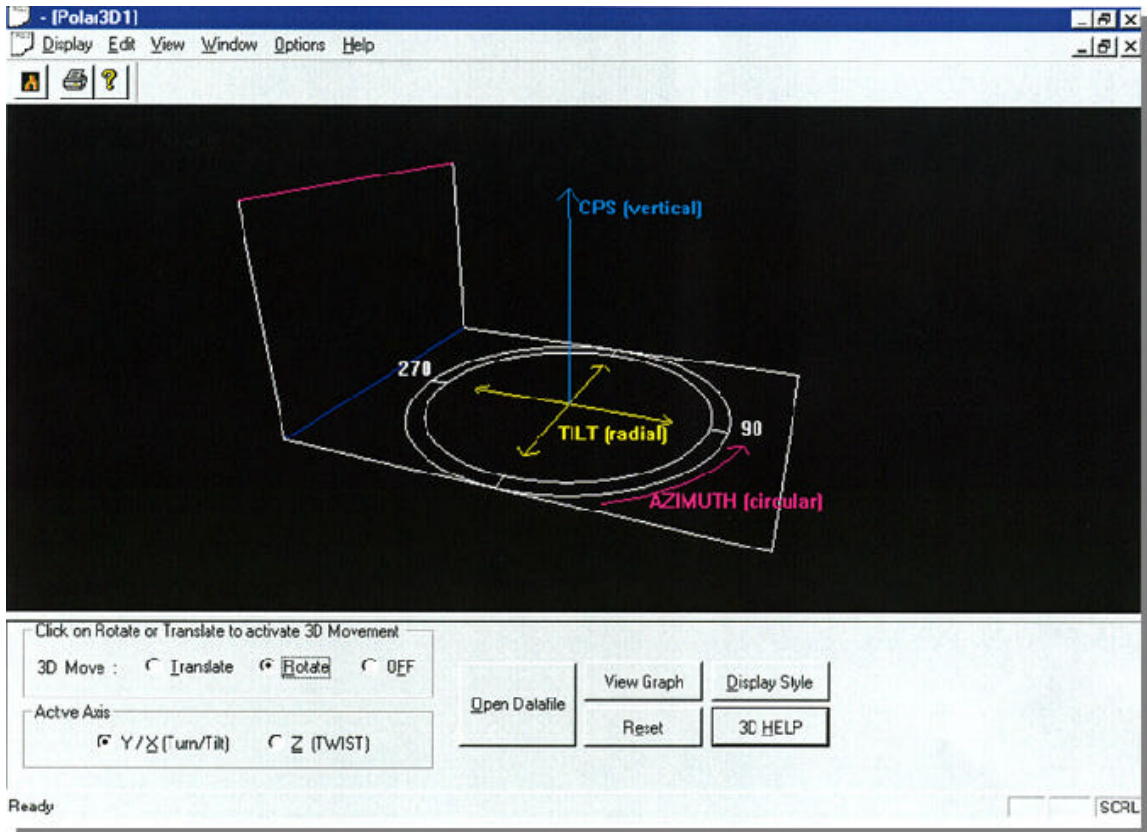 - [Polar3D1]
Display Edit View Window Options Help
CPS (vertical)
270
TILT (radial)
90
AZIMUTH (circular)
Click on Rotate or Translate to activate 3D Movement
3D Move : Translate Rotate OFF
Actve Axis
Y / X (Turn/Tilt) Z (TWIST)
Open Datafile
View Graph
Display Style
Reset
3D HELP
Ready
SCRL